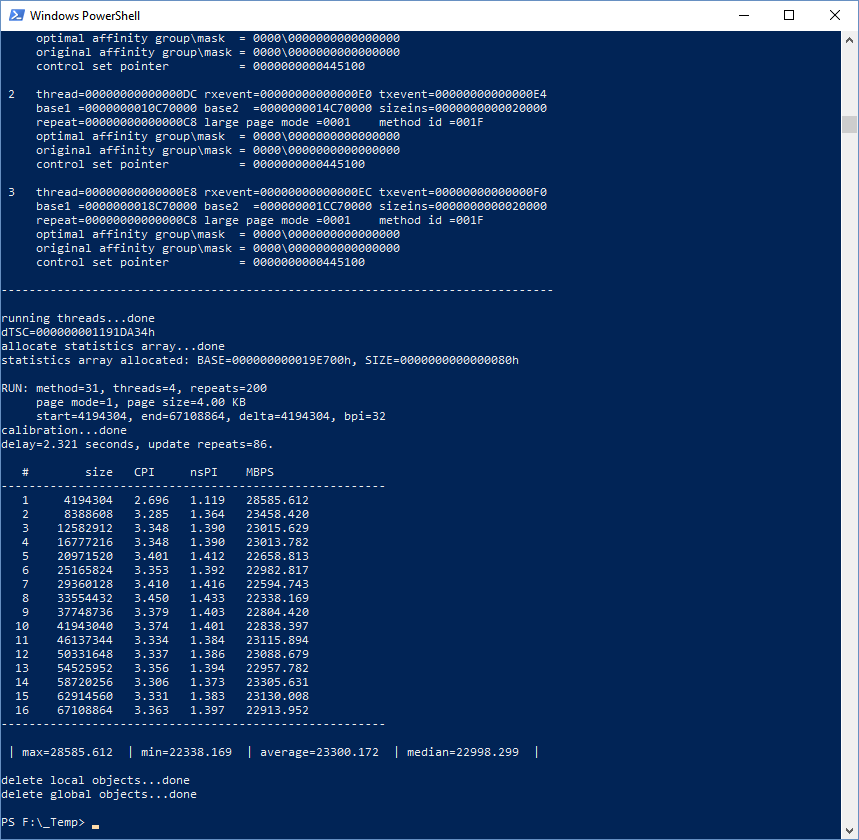 Windows PowerShell
optimal affinity group\mask = 0000\0000000000000000
original affinity group\mask = 0000\0000000000000000
control set pointer = 0000000000445100
2 thread=00000000000000DC rxevent=00000000000000E0 txevent=00000000000000E4
base1 =0000000010C70000 base2 =0000000014C70000 sizeins=0000000000020000
repeat=00000000000000C8 large page mode =0001 method id =001F
optimal affinity group\mask = 0000\0000000000000000
original affinity group\mask = 0000\0000000000000000
control set pointer = 0000000000445100
3 thread=00000000000000E8 rxevent=00000000000000EC txevent=00000000000000F0
base1 =0000000018C70000 base2 =000000001CC70000 sizeins=0000000000020000
repeat=00000000000000C8 large page mode =0001 method id =001F
optimal affinity group\mask = 0000\0000000000000000
original affinity group\mask = 0000\0000000000000000
control set pointer = 0000000000445100
-------------------------------------------------------------------------------
running threads...done
dTSC=000000001191DA34h
allocate statistics array...done
statistics array allocated: BASE=000000000019E700h, SIZE=0000000000000080h
RUN: method=31, threads=4, repeats=200
page mode=1, page size=4.00 KB
start=4194304, end=67108864, delta=4194304, bpi=32
calibration...done
delay=2.321 seconds, update repeats=86.
# size CPI nsPI MBPS
-------------------------------------------------------
1 4194304 2.696 1.119 28585.612
2 8388608 3.285 1.364 23458.420
3 12582912 3.348 1.390 23015.629
4 16777216 3.348 1.390 23013.782
5 20971520 3.401 1.412 22658.813
6 25165824 3.353 1.392 22982.817
7 29360128 3.410 1.416 22594.743
8 33554432 3.450 1.433 22338.169
9 37748736 3.379 1.403 22804.420
10 41943040 3.374 1.401 22838.397
11 46137344 3.334 1.384 23115.894
12 50331648 3.337 1.386 23088.679
13 54525952 3.356 1.394 22957.782
14 58720256 3.306 1.373 23305.631
15 62914560 3.331 1.383 23130.008
16 67108864 3.363 1.397 22913.952
-------------------------------------------------------
| max=28585.612 | min=22338.169 | average=23300.172 | median=22998.299 |
delete local objects...done
delete global objects...done
PS F:\_Temp> _